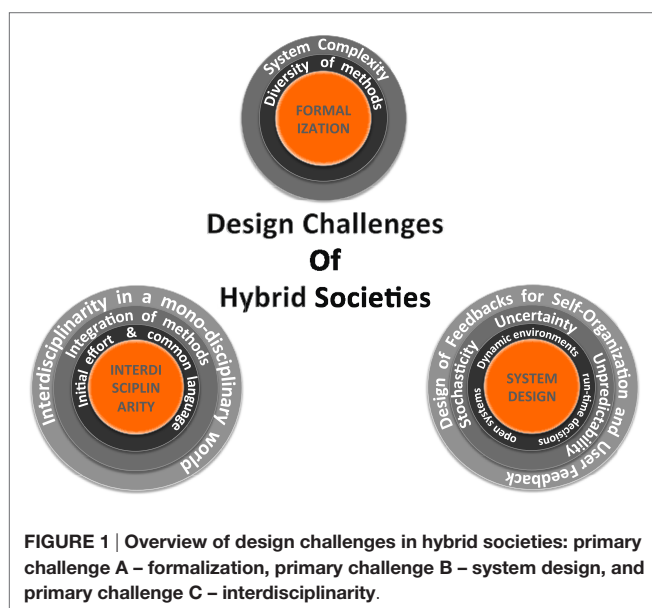 System Complexity
Diversity of methods
FORMAL
IZATION
Design Challenges
Of
Hybrid Societies
Interdisciplinarity in a mono-disciplinary world
Integration of methods
Initial effort & common language
INTERDI
SCIPLIN
ARITY
Design of Feedbacks for Self-Organization and User Feedback
Stochasticity Uncertainty Unpredictability
open systems Dynamic environments run-time decisions
SYSTEM
DESIGN
FIGURE 1 | Overview of design challenges in hybrid societies: primary
challenge A – formalization, primary challenge B – system design, and
primary challenge C – interdisciplinarity.